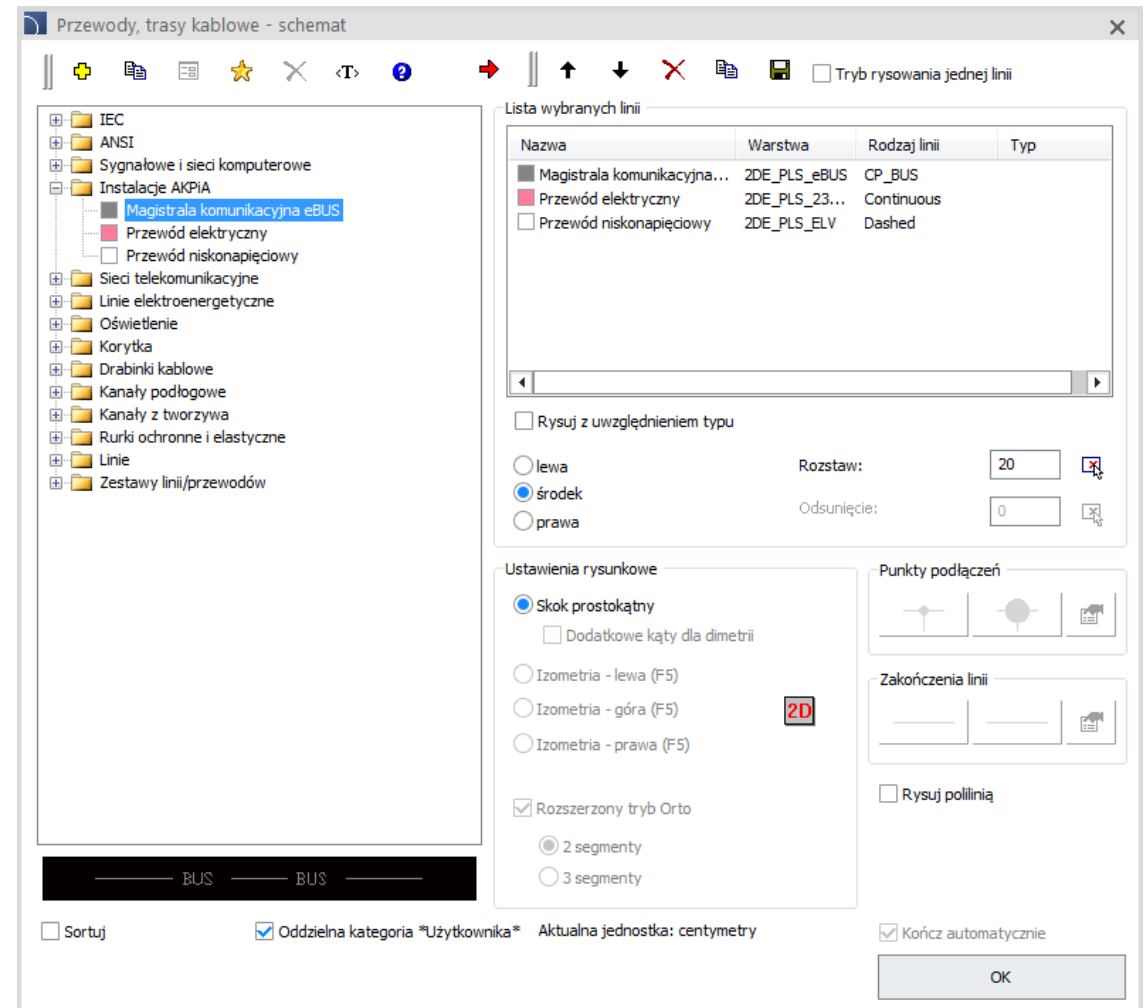 Przewody, trasy kablowe - schemat
<T>
Tryb rysowania jednej linii
IEC
ANSI
Sygnałowe i sieci komputerowe
Instalacje AKPiA
Magistrala komunikacyjna eBUS
Przewód elektryczny
Przewód niskonapięciowy
Sieci telekomunikacyjne
Linie elektroenergetyczne
Oświetlenie
Korytka
Drabinki kablowe
Kanały podłogowe
Kanały z tworzywa
Rurki ochronne i elastyczne
Linie
Zestawy linii/przewodów
BUS BUS
Sortuj
Oddzielna kategoria *Użytkownika*
Lista wybranych linii
Nazwa Warstwa Rodzaj linii Typ
Magistrala komunikacyjna... 2DE_PLS_eBUS CP_BUS
Przewód elektryczny 2DE_PLS_23... Continuous
Przewód niskonapięciowy 2DE_PLS_ELV Dashed
Rysuj z uwzględnieniem typu
lewa
środek
prawa
Rozstaw: 20
Odsunięcie: 0
Ustawienia rysunkowe
Skok prostokątny
Dodatkowe kąty dla dimetrii
Izometria - lewa (F5)
Izometria - góra (F5)
Izometria - prawa (F5)
2D
Rozszerzony tryb Orto
2 segmenty
3 segmenty
Punkty podłączeń
Zakończenia linii
Rysuj polilinią
Aktualna jednostka: centymetry
Kończ automatycznie
OK